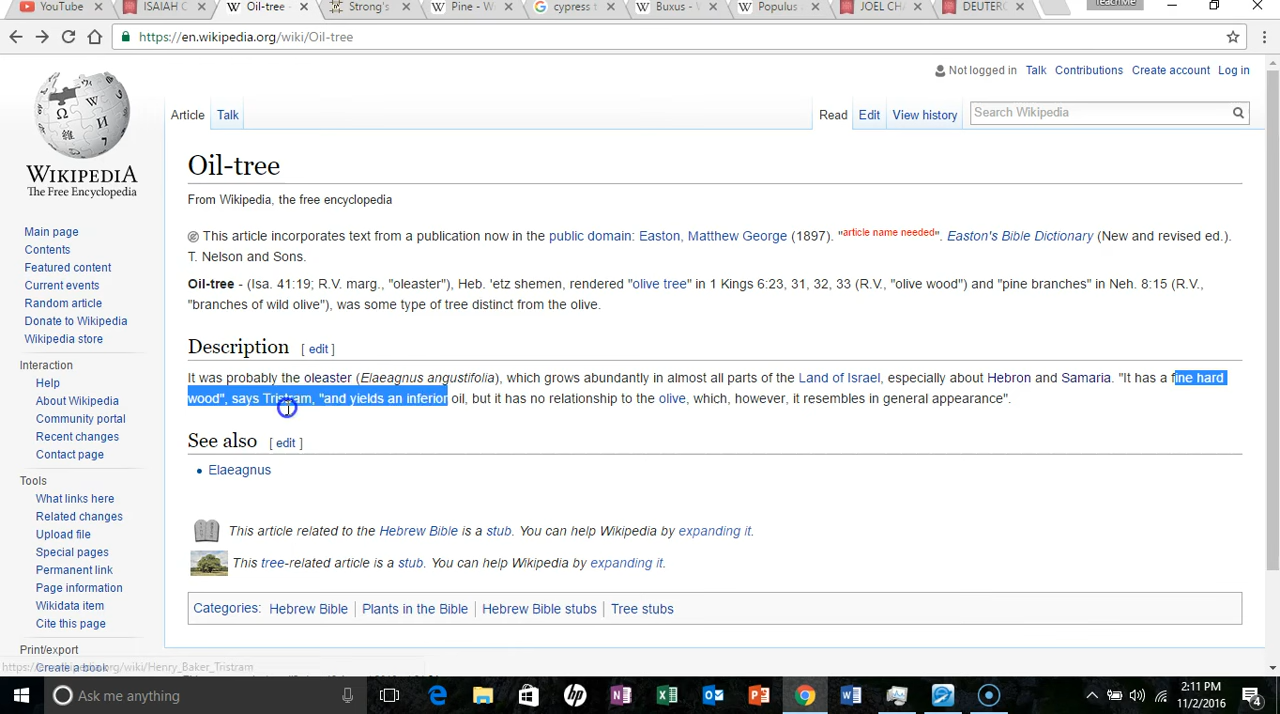 YouTube
ISAIAH C
Oil-tree -
Strong's
Pine - W
cypress t
Buxus - W
Populus
JOEL CHA
DEUTERO
TeachMe
https://en.wikipedia.org/wiki/Oil-tree
Not logged in Talk Contributions Create account Log in
Article Talk
Read Edit View history
Search Wikipedia
WIKIPEDIA
The Free Encyclopedia
Main page
Contents
Featured content
Current events
Random article
Donate to Wikipedia
Wikipedia store
Interaction
Help
About Wikipedia
Community portal
Recent changes
Contact page
Tools
What links here
Related changes
Upload file
Special pages
Permanent link
Page information
Wikidata item
Cite this page
Print/export
Create a book
Oil-tree
From Wikipedia, the free encyclopedia
This article incorporates text from a publication now in the public domain: Easton, Matthew George (1897). "article name needed". Easton's Bible Dictionary (New and revised ed.).
T. Nelson and Sons.
Oil-tree - (Isa. 41:19; R.V. marg., "oleaster"), Heb. 'etz shemen, rendered "olive tree" in 1 Kings 6:23, 31, 32, 33 (R.V., "olive wood") and "pine branches" in Neh. 8:15 (R.V.,
"branches of wild olive"), was some type of tree distinct from the olive.
Description [ edit ]
It was probably the oleaster (Elaeagnus angustifolia), which grows abundantly in almost all parts of the Land of Israel, especially about Hebron and Samaria. "It has a fine hard
wood", says Tristram, "and yields an inferior oil, but it has no relationship to the olive, which, however, it resembles in general appearance".
See also [ edit ]
• Elaeagnus
This article related to the Hebrew Bible is a stub. You can help Wikipedia by expanding it.
This tree-related article is a stub. You can help Wikipedia by expanding it.
Categories: Hebrew Bible | Plants in the Bible | Hebrew Bible stubs | Tree stubs
https://en.wikipedia.org/wiki/Henry_Baker_Tristram
Ask me anything
2:11 PM
11/2/2016
4